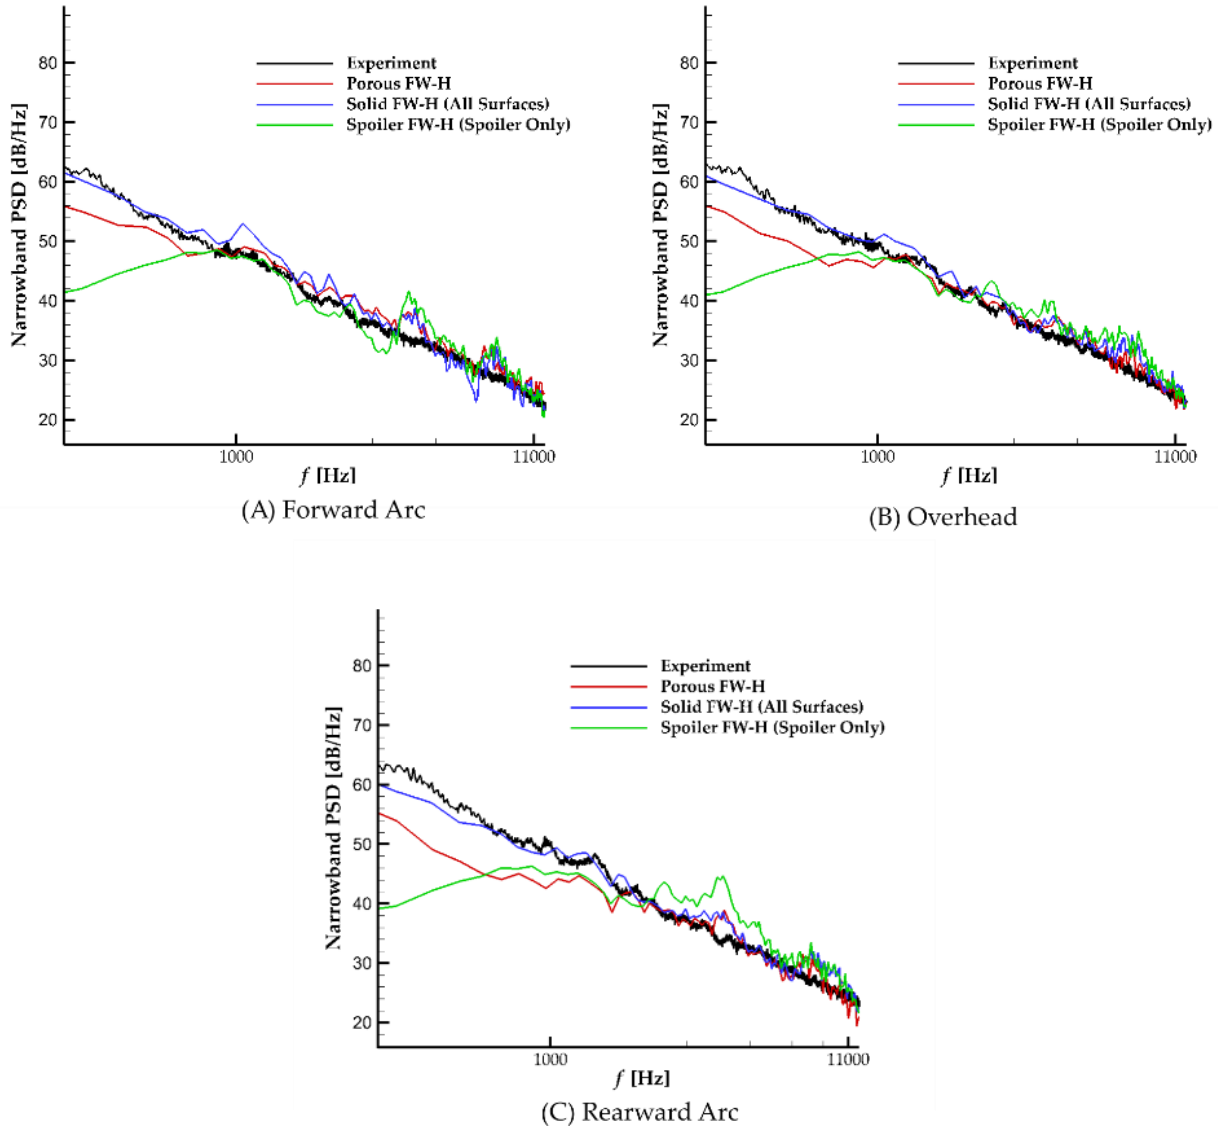 Narrowband PSD [dB/Hz]
80
70
60
50
40
30
20
Experiment
Porous FW-H
Solid FW-H (All Surfaces)
Spoiler FW-H (Spoiler Only)
1000
11000
f [Hz]
(A) Forward Arc
Narrowband PSD [dB/Hz]
80
70
60
50
40
30
20
Experiment
Porous FW-H
Solid FW-H (All Surfaces)
Spoiler FW-H (Spoiler Only)
1000
11000
f [Hz]
(B) Overhead
Narrowband PSD [dB/Hz]
80
70
60
50
40
30
20
Experiment
Porous FW-H
Solid FW-H (All Surfaces)
Spoiler FW-H (Spoiler Only)
1000
11000
f [Hz]
(C) Rearward Arc